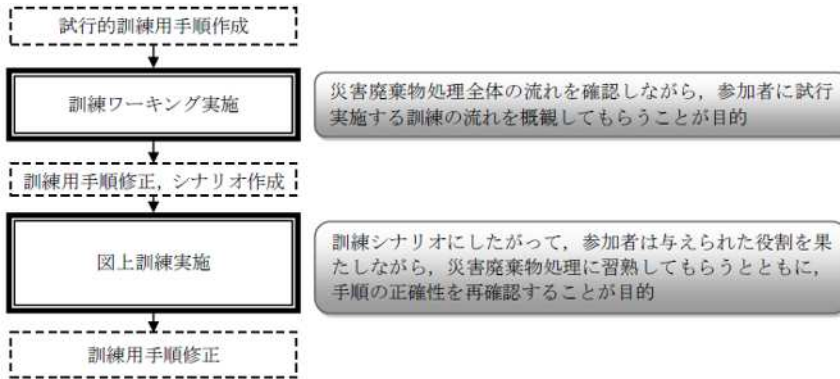 試行的訓練用手順作成
訓練ワーキング実施
災害廃棄物処理全体の流れを確認しながら，参加者に試行
実施する訓練の流れを概観してもらうことが目的
訓練用手順修正，シナリオ作成
図上訓練実施
訓練シナリオにしたがって，参加者は与えられた役割を果
たしながら，災害廃棄物処理に習熟してもらうとともに，
手順の正確性を再確認することが目的
訓練用手順修正